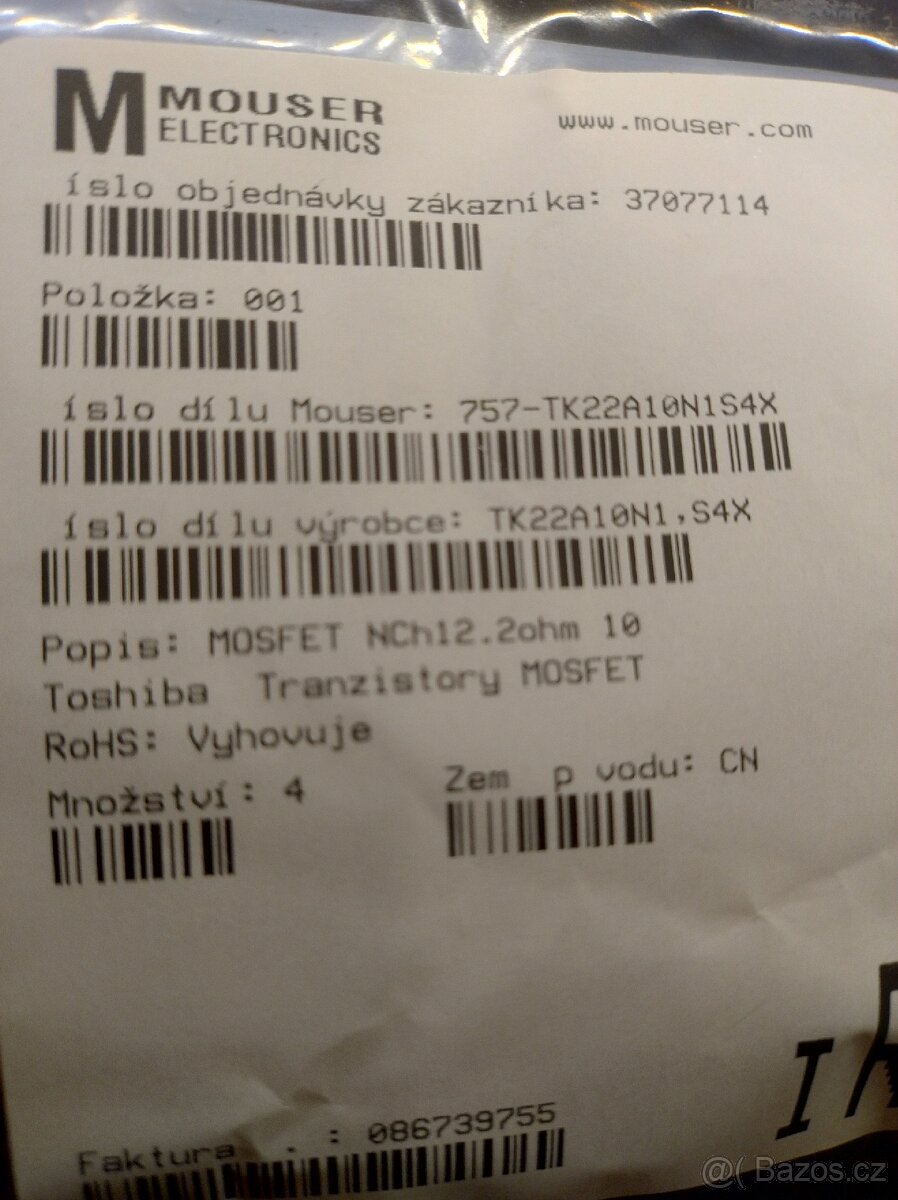 M MOUSER
ELECTRONICS
www.mouser.com
íslo objednávky zákazníka: 37077114
Položka: 001
íslo dílu Mouser: 757-TK22A10N1S4X
íslo dílu výrobce: TK22A10N1,S4X
Popis: MOSFET NCh12.2ohm 10
Toshiba Tranzistory MOSFET
RoHS: Vyhovuje
Množství: 4
Zem p vodu: CN
Faktura . : 086739755
@( Bazos.cz